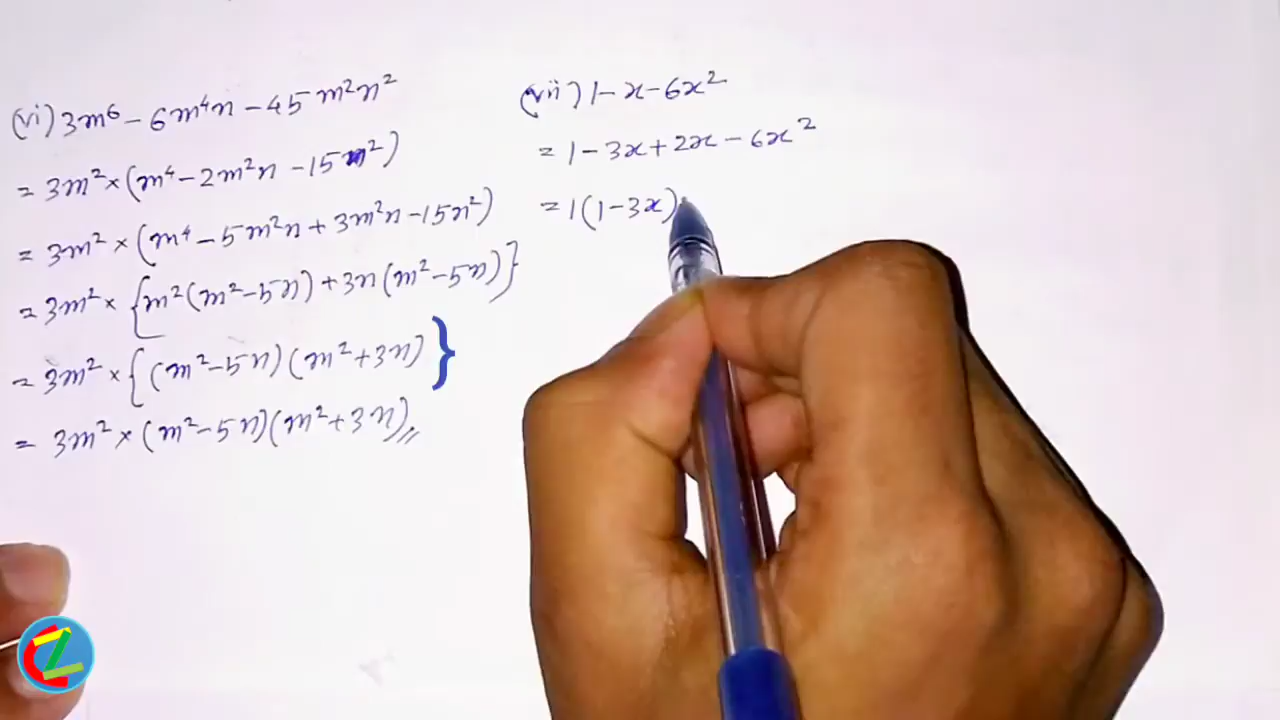 (vi) 3m⁶ - 6m⁴n - 45m²n²
= 3m² × (m⁴ - 2m²n - 15n²)
= 3m² × (m⁴ - 5m²n + 3m²n - 15n²)
= 3m² × {m²(m² - 5n) + 3n(m² - 5n)}
= 3m² × {(m² - 5n)(m² + 3n)}
= 3m² × (m² - 5n)(m² + 3n)//
(vii) 1 - x - 6x²
= 1 - 3x + 2x - 6x²
= 1(1 - 3x)